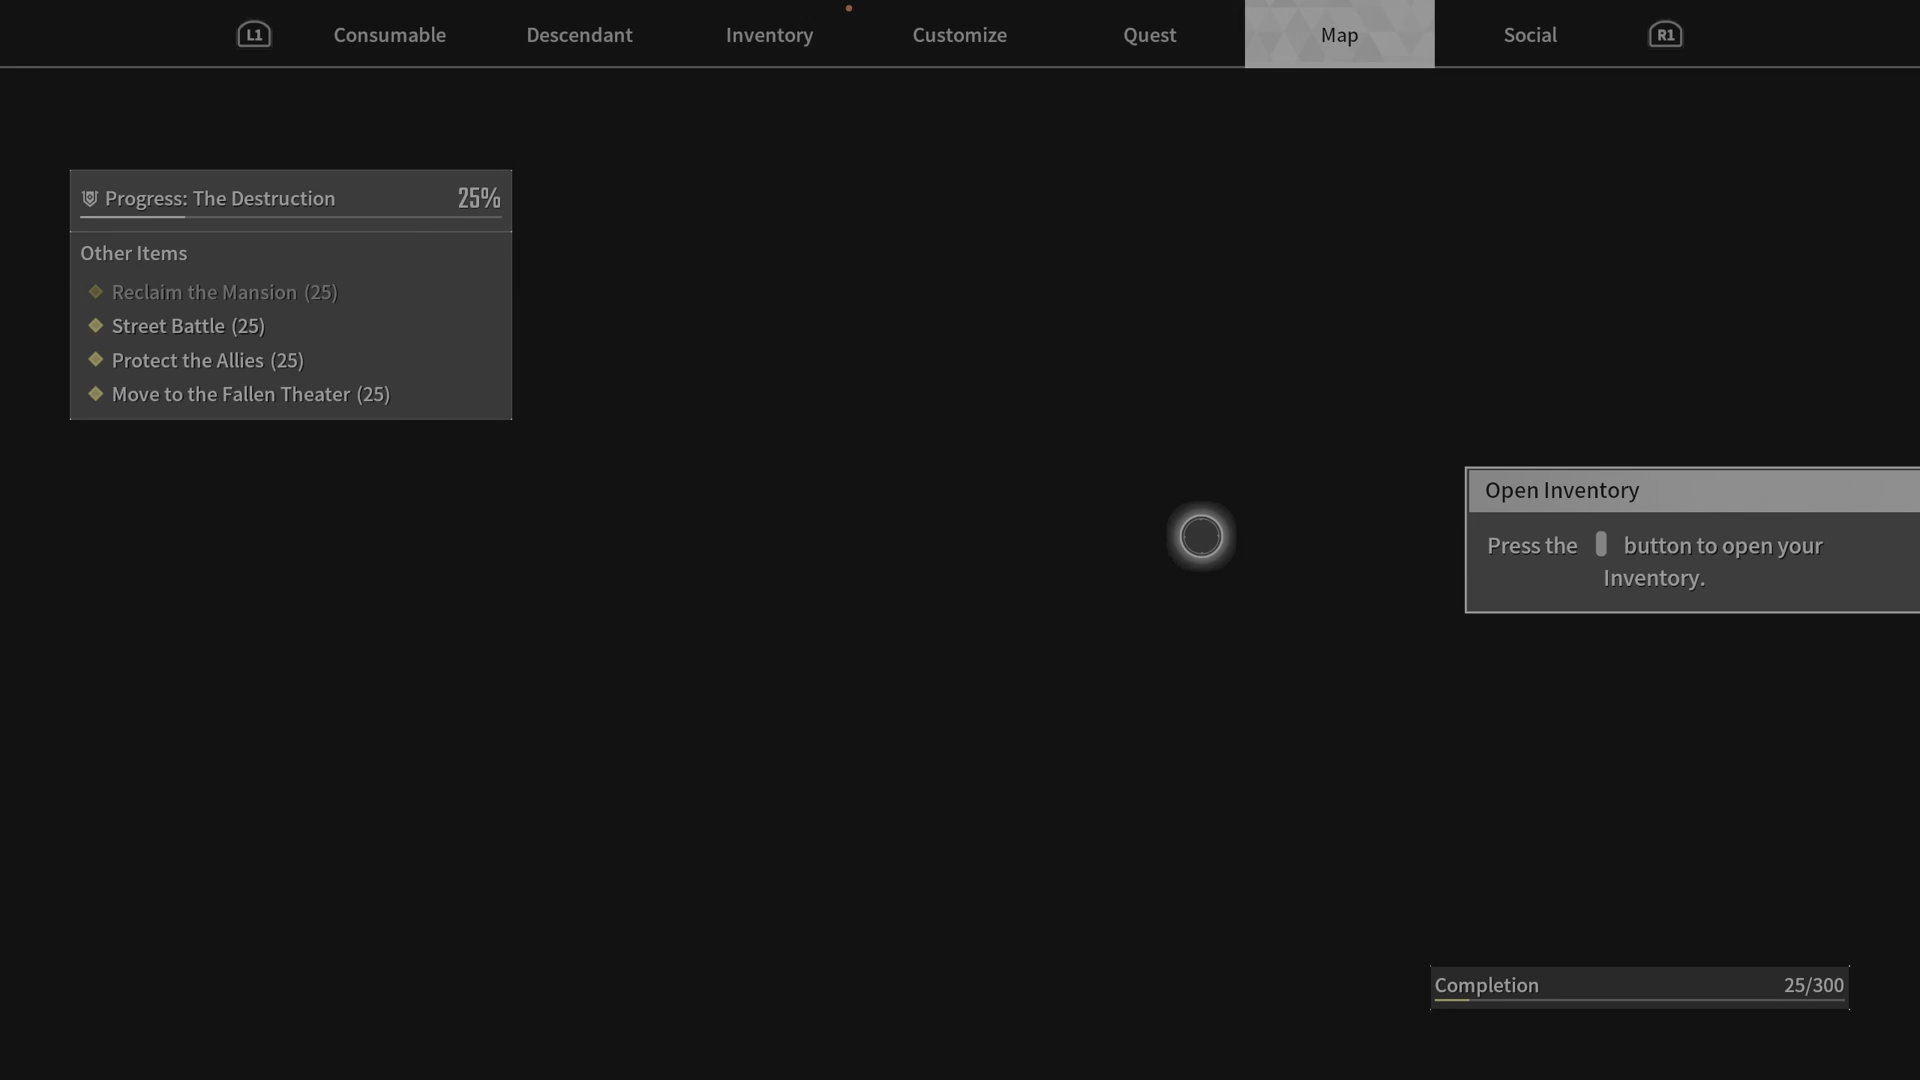 L1 Consumable Descendant Inventory Customize Quest Map Social R1
Progress: The Destruction 25%
Other Items
Reclaim the Mansion (25)
Street Battle (25)
Protect the Allies (25)
Move to the Fallen Theater (25)
Open Inventory
Press the button to open your
Inventory.
Completion 25/300